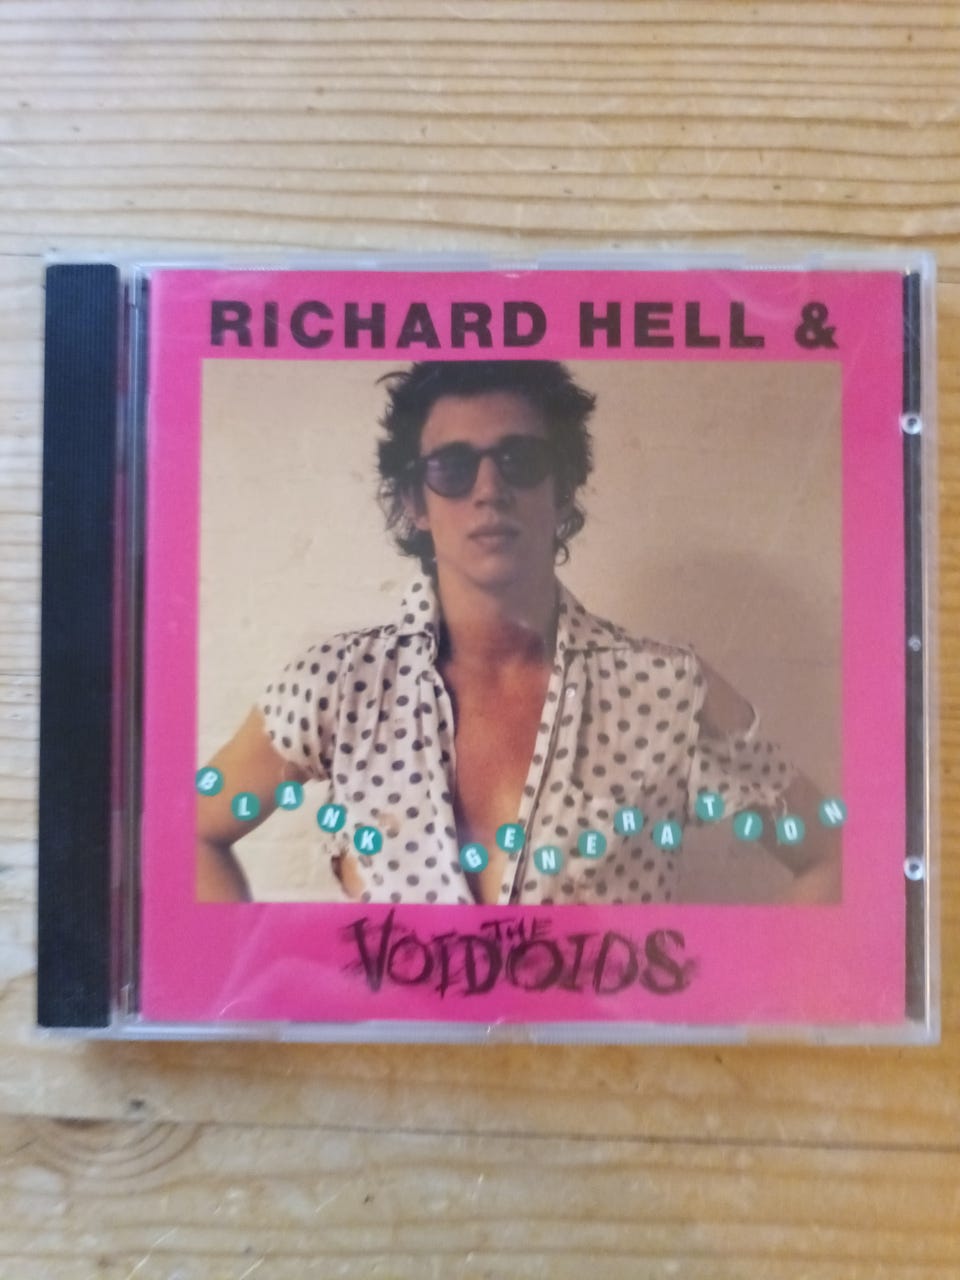 RICHARD HELL &
BLANK GENERATION
THE
VOIDOIDS